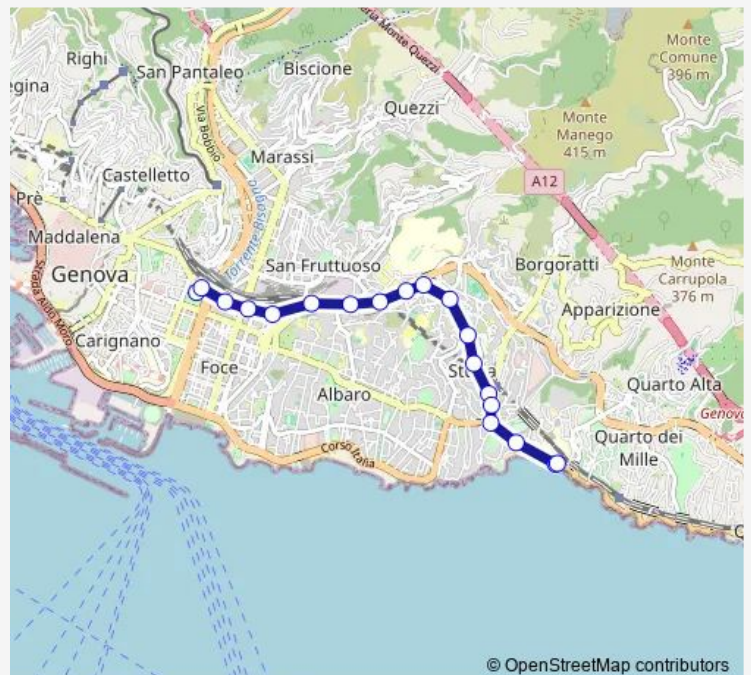 Righi
San Pantaleo
Biscione
Monte
Comune
396 m
egina
Via Bobbio
Quezzi
Monte
Manego
415 m
Marassi
Castelletto
A12
Prè
Maddalena
Genova
Strada Aldo Moro
San Fruttuoso
Borgoratti
Monte
Carrupola
376 m
Apparizione
Carignano
Foce
Albaro
Quarto Alta
Genova
Corso Italia
Quarto dei
Mille
© OpenStreetMap contributors